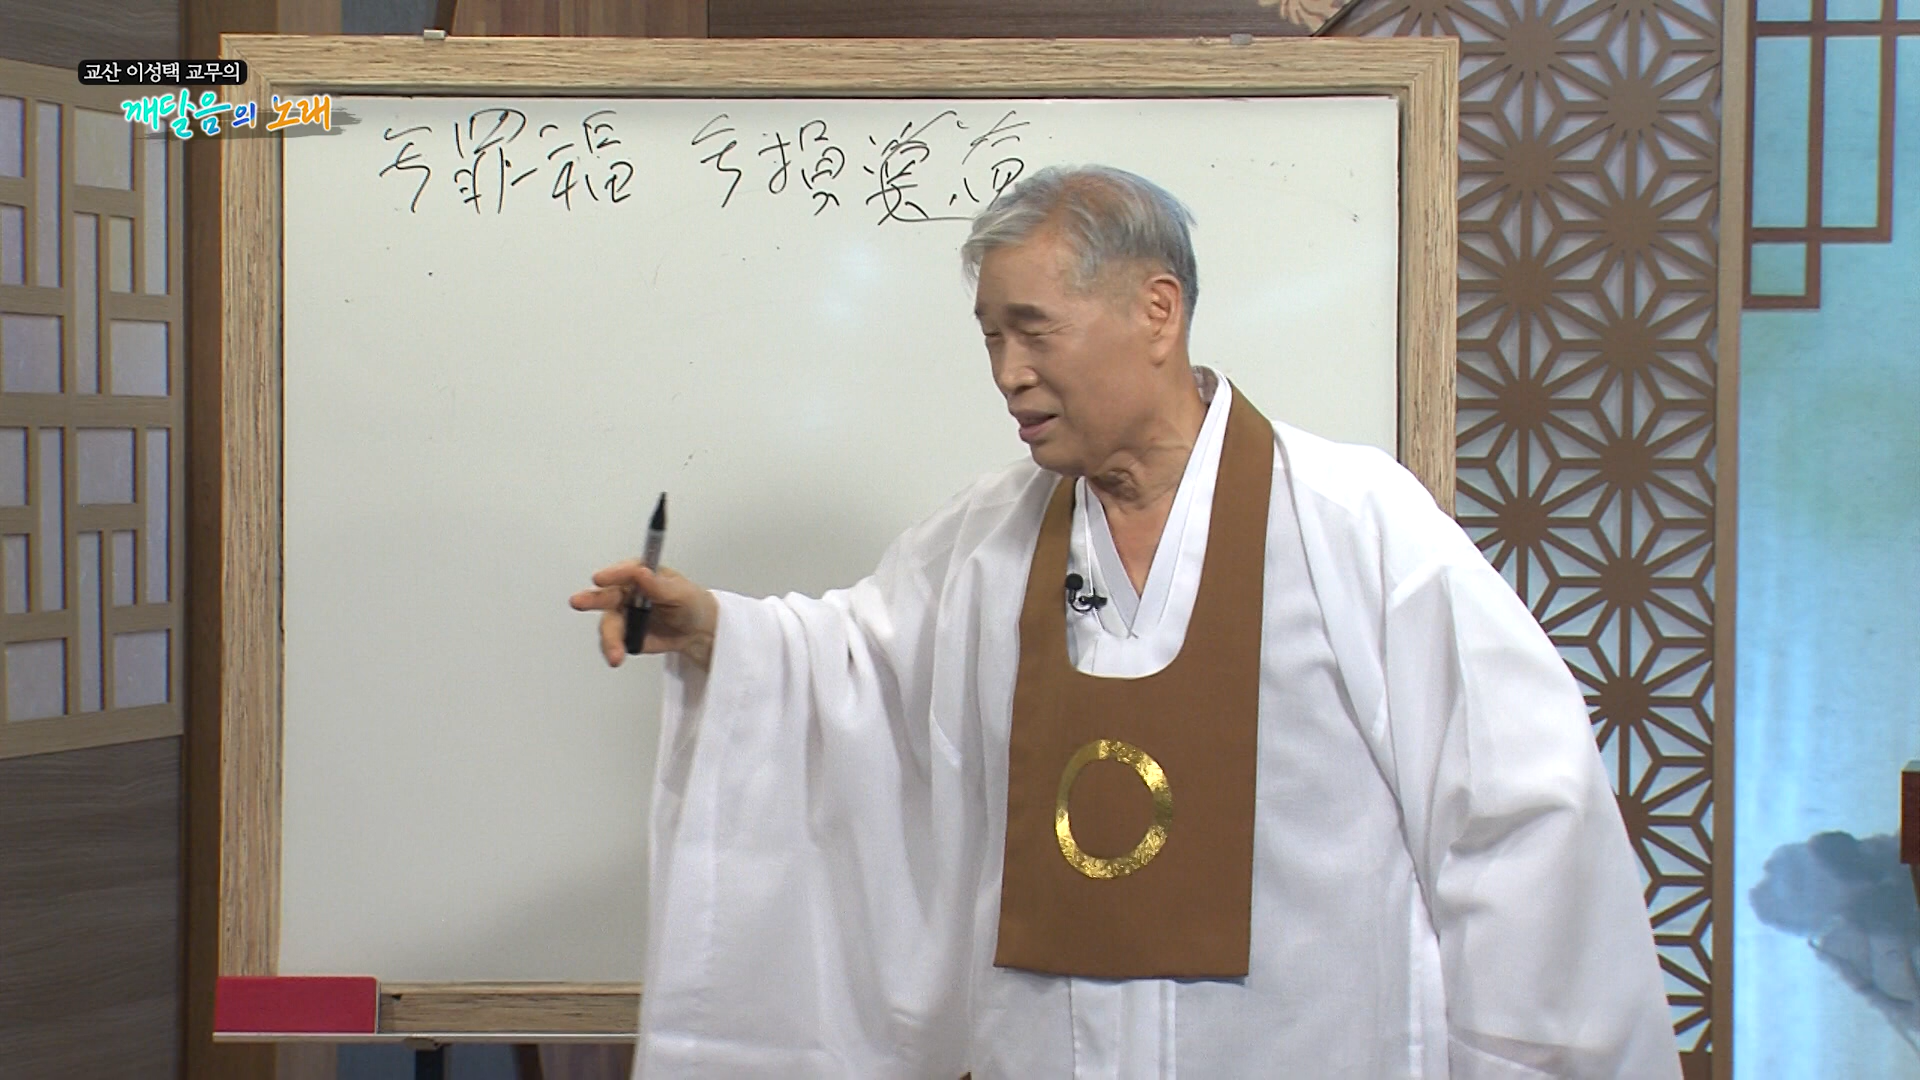 교산 이성택 교무의
깨달음의 노래
无罪福 无損益